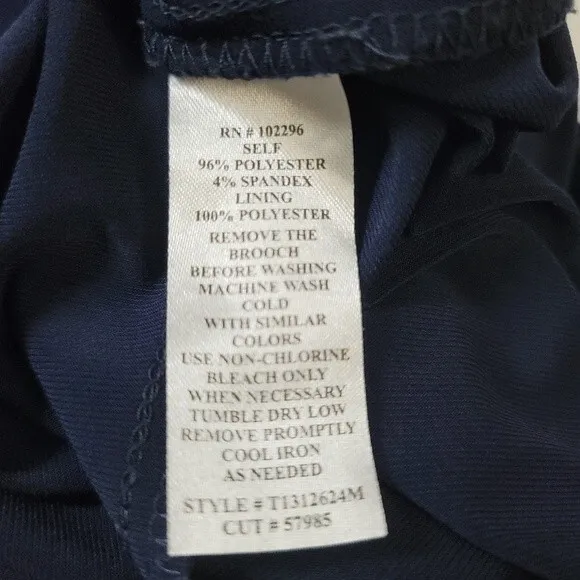 RN # 102296
SELF
96% POLYESTER
4% SPANDEX
LINING
100% POLYESTER
REMOVE THE
BROOCH
BEFORE WASHING
MACHINE WASH
COLD
WITH SIMILAR
COLORS
USE NON-CHLORINE
BLEACH ONLY
WHEN NECESSARY
TUMBLE DRY LOW
REMOVE PROMPTLY
COOL IRON
AS NEEDED
STYLE # T1312624M
CUT # 57985